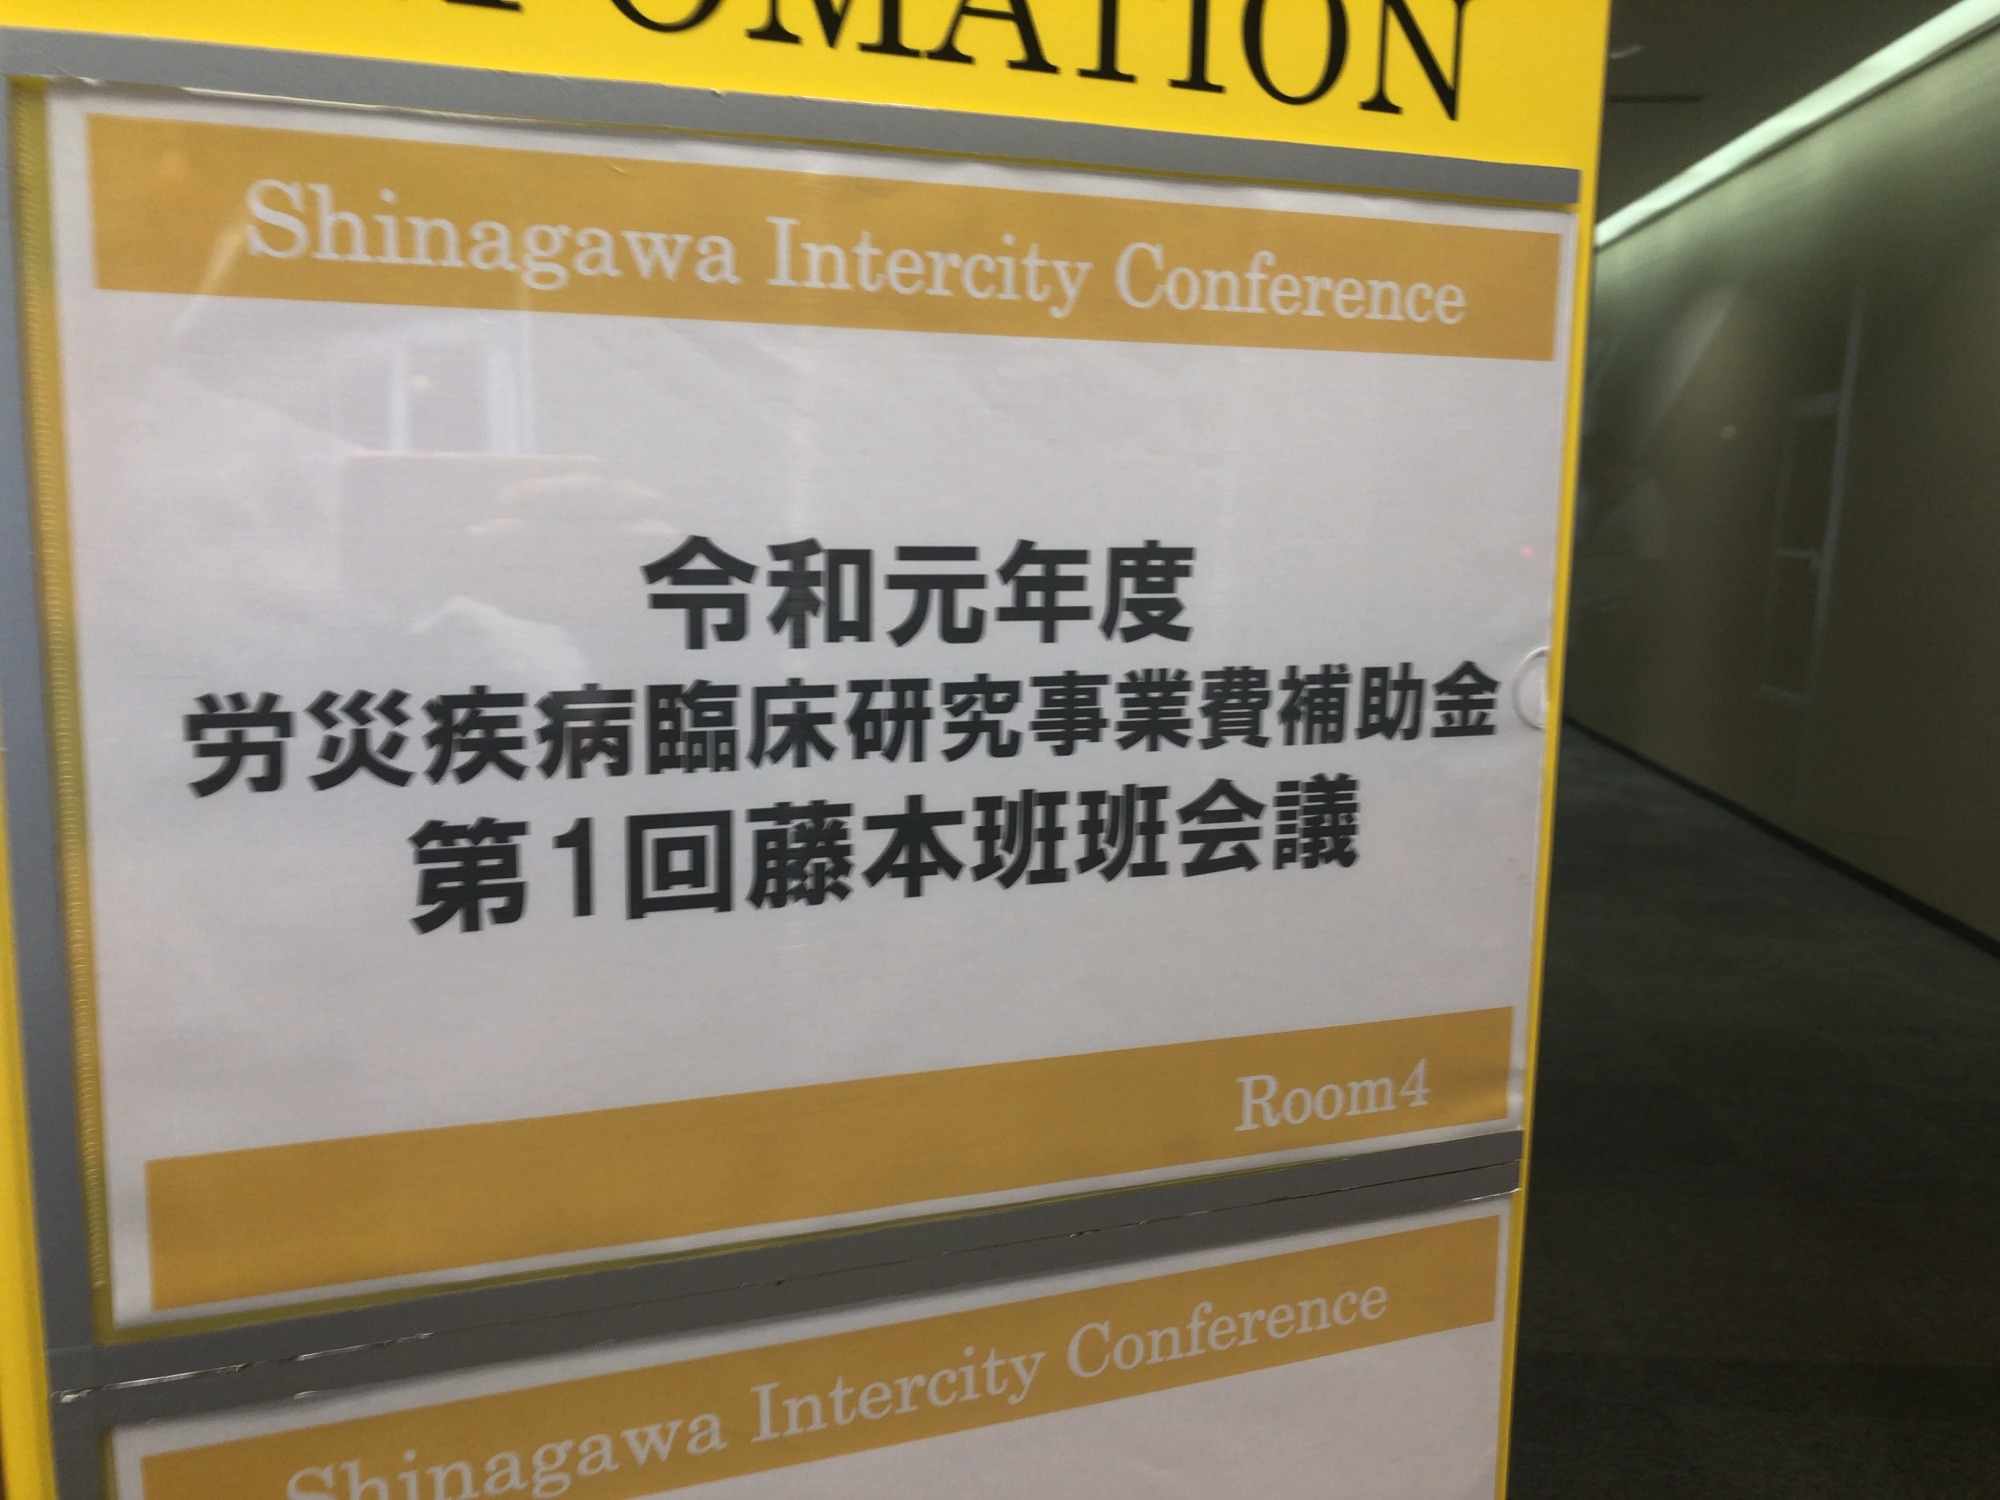 Shinagawa Intercity Conference
令和元年度
労災疾病臨床研究事業費補助金
第1回藤本班班会議
Room4
Shinagawa Intercity Conference